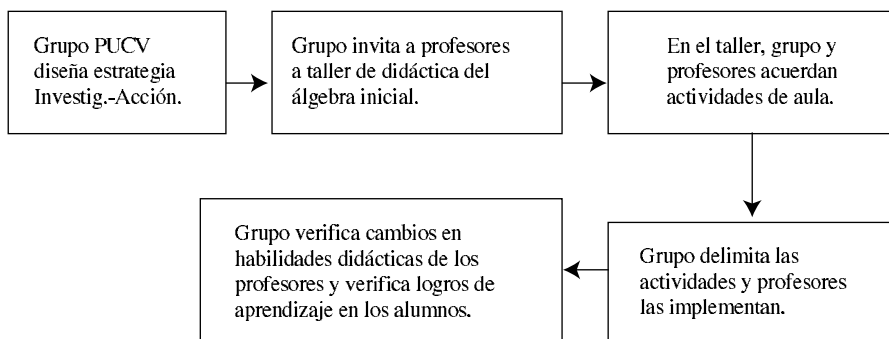 Grupo PUCV
diseña estrategia
Investig.-Acción.
Grupo invita a profesores
a taller de didáctica del
álgebra inicial.
En el taller, grupo y
profesores acuerdan
actividades de aula.
Grupo delimita las
actividades y profesores
las implementan.
Grupo verifica cambios en
habilidades didácticas de los
profesores y verifica logros de
aprendizaje en los alumnos.